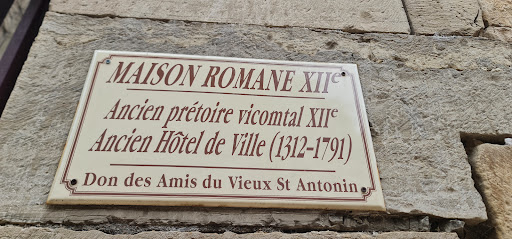 MAISON ROMANE XIIe
Ancien prétoire vicomtal XIIe
Ancien Hôtel de Ville (1312-1791)
Don des Amis du Vieux St Antonin